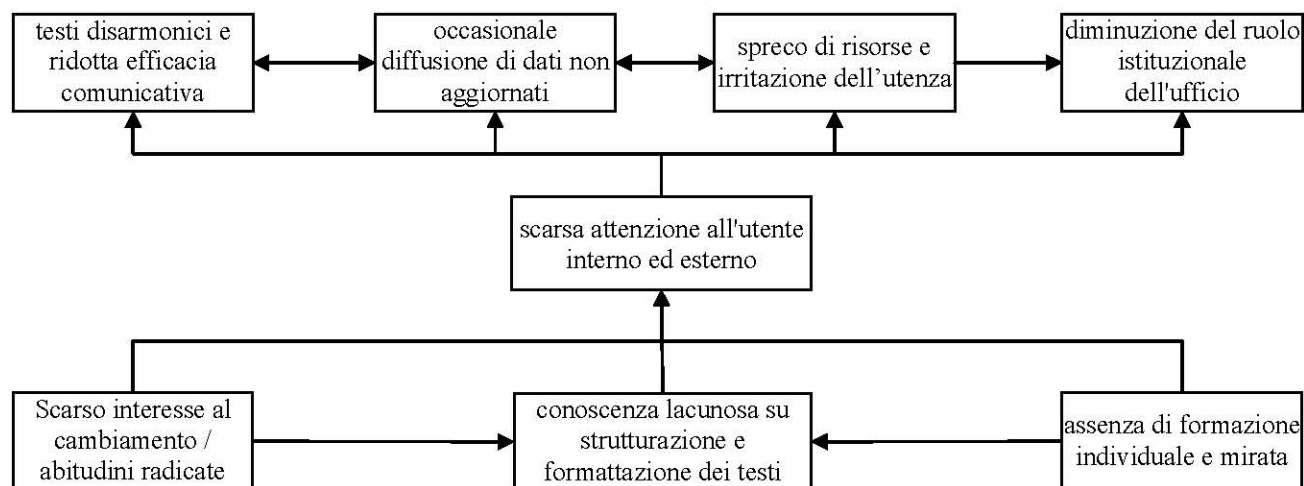 testi disarmonici e
ridotta efficacia
comunicativa
occasionale
diffusione di dati non
aggiornati
spreco di risorse e
irritazione dell’utenza
diminuzione del ruolo
istituzionale
dell'ufficio
scarsa attenzione all'utente
interno ed esterno
Scarso interesse al
cambiamento /
abitudini radicate
conoscenza lacunosa su
strutturazione e
formattazione dei testi
assenza di formazione
individuale e mirata